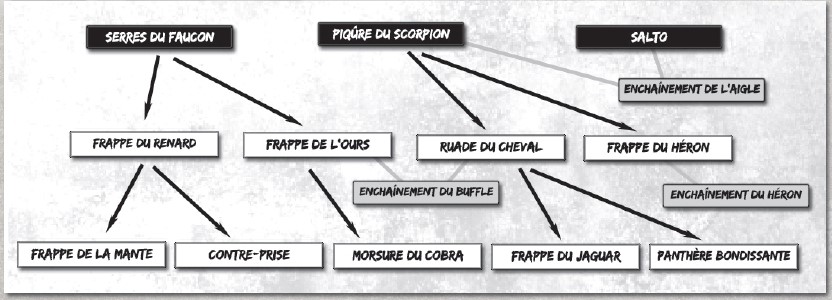 SERRES DU FAUCON
PIQÛRE DU SCORPION
SALTO
ENCHAÎNEMENT DE L'AIGLE
FRAPPE DU RENARD
FRAPPE DE L'OURS
RUADE DU CHEVAL
FRAPPE DU HÉRON
ENCHAÎNEMENT DU BUFFLE
ENCHAÎNEMENT DU HÉRON
FRAPPE DE LA MANTE
CONTRE-PRISE
MORSURE DU COBRA
FRAPPE DU JAGUAR
PANTHÈRE BONDISSANTE